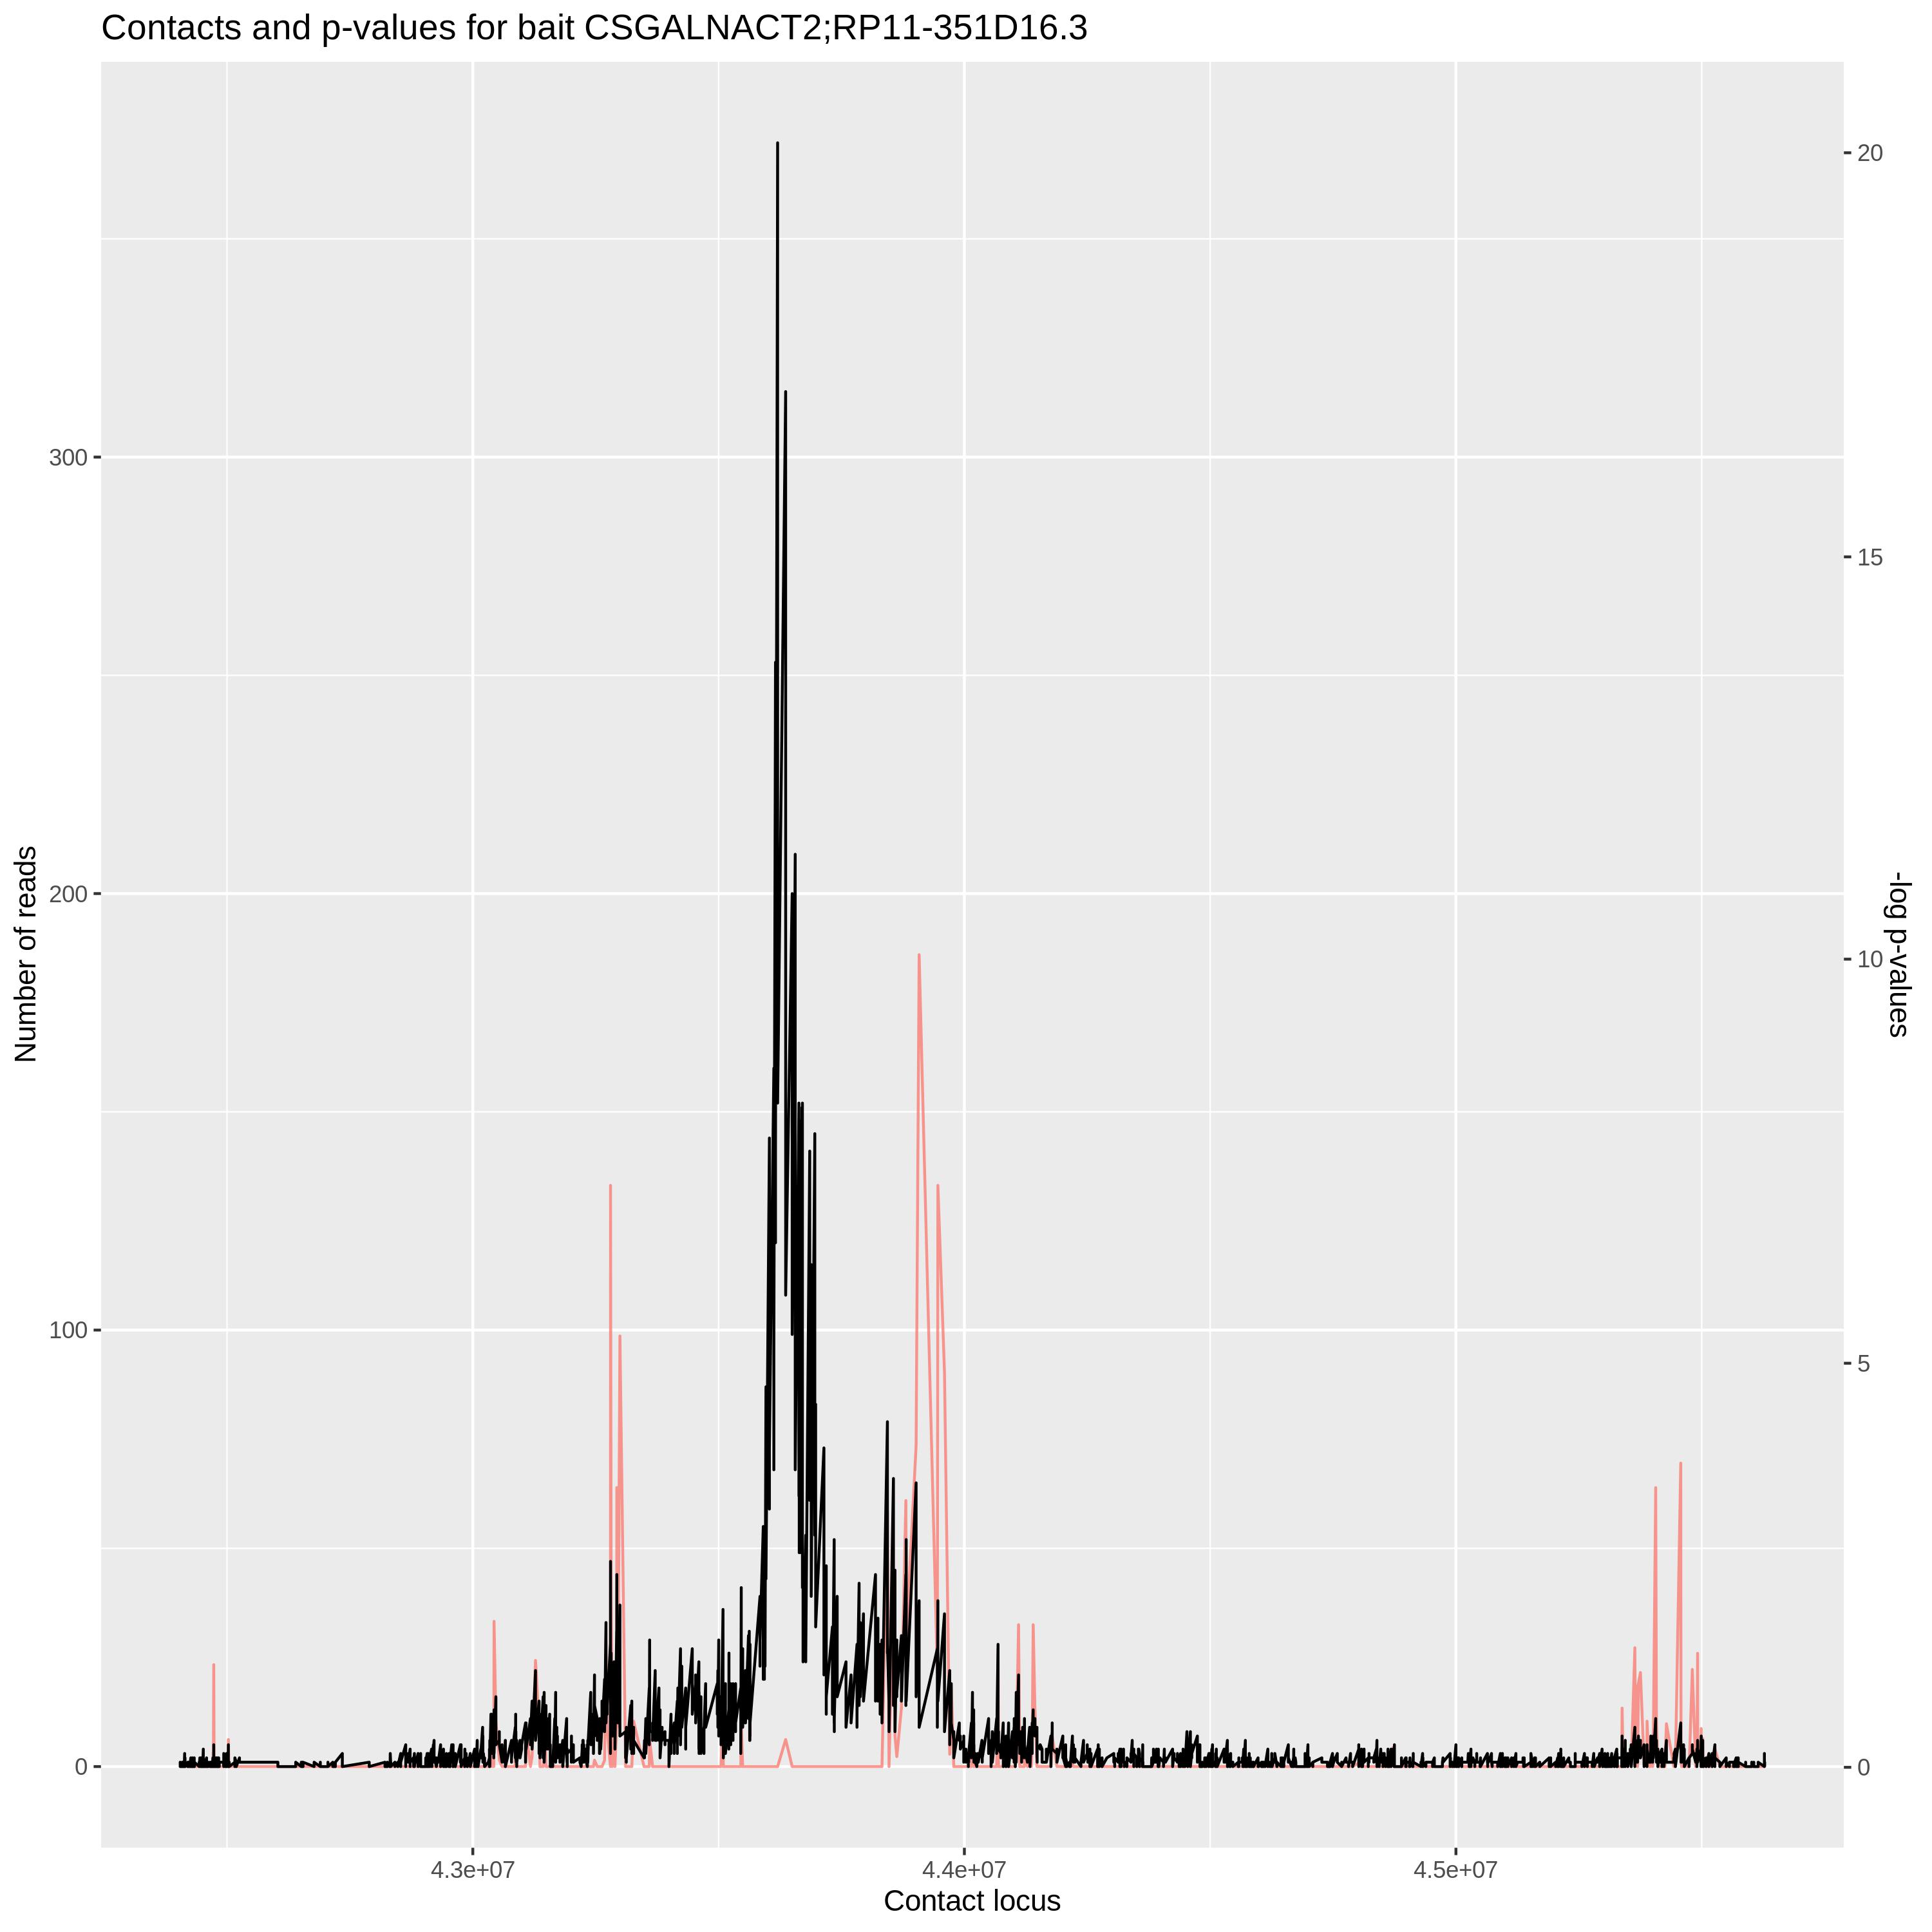 Contacts and p-values for bait CSGALNACT2;RP11-351D16.3
Number of reads
300
200
100
0
20
15
10
5
0
-log p-values
4.3e+07
4.4e+07
4.5e+07
Contact locus